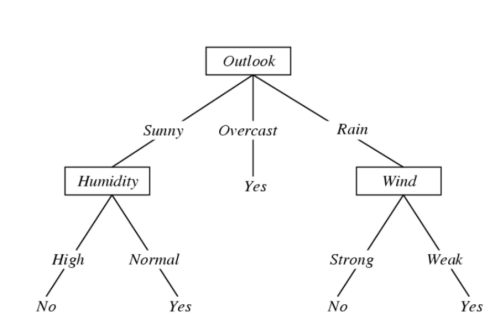 Outlook
Sunny Overcast Rain
Humidity Yes Wind
High Normal Strong Weak
No Yes No Yes